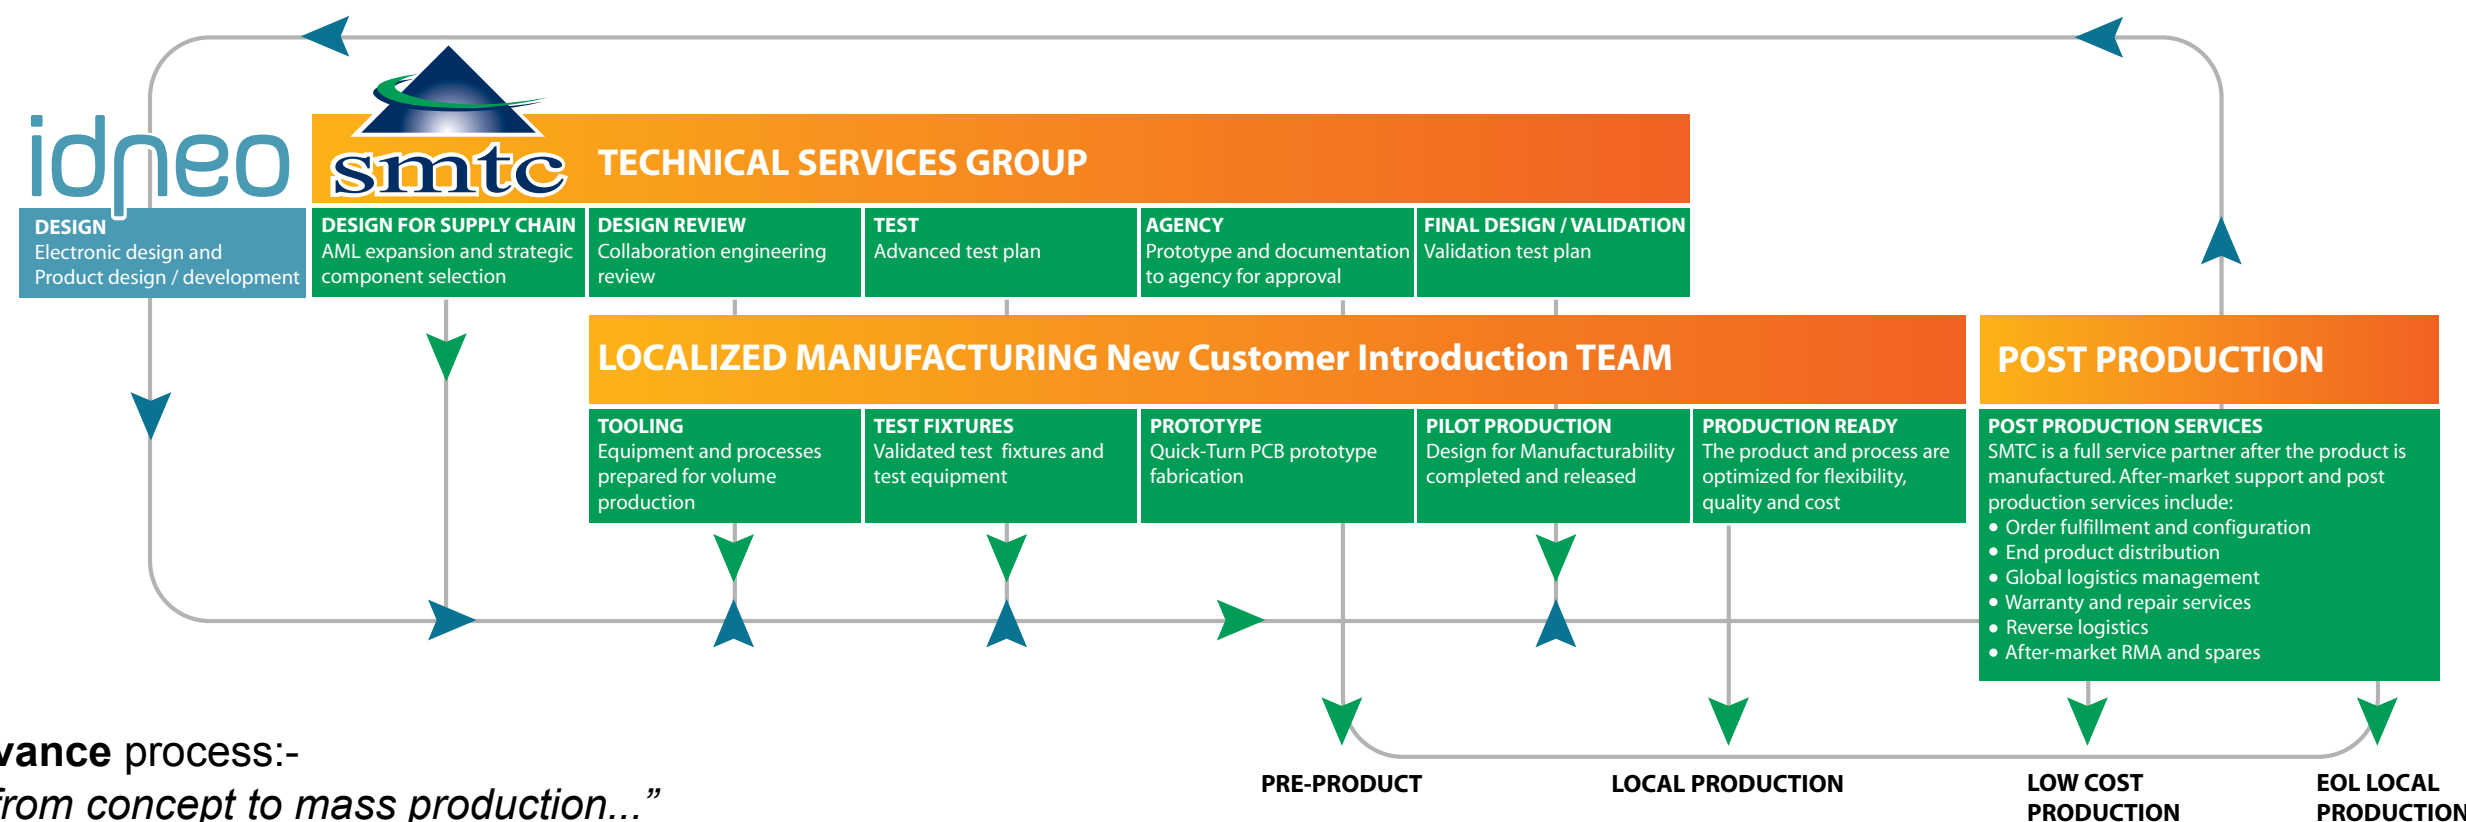 idneo
smtc
TECHNICAL SERVICES GROUP
DESIGN
Electronic design and
Product design / development
DESIGN FOR SUPPLY CHAIN
AML expansion and strategic
component selection
DESIGN REVIEW
Collaboration engineering
review
TEST
Advanced test plan
AGENCY
Prototype and documentation
to agency for approval
FINAL DESIGN / VALIDATION
Validation test plan
LOCALIZED MANUFACTURING New Customer Introduction TEAM
POST PRODUCTION
TOOLING
Equipment and processes
prepared for volume
production
TEST FIXTURES
Validated test fixtures and
test equipment
PROTOTYPE
Quick-Turn PCB prototype
fabrication
PILOT PRODUCTION
Design for Manufacturability
completed and released
PRODUCTION READY
The product and process are
optimized for flexibility,
quality and cost
POST PRODUCTION SERVICES
SMTC is a full service partner after the product is
manufactured. After-market support and post
production services include:
• Order fulfillment and configuration
• End product distribution
• Global logistics management
• Warranty and repair services
• Reverse logistics
• After-market RMA and spares
vance process:-
from concept to mass production..."
PRE-PRODUCT
LOCAL PRODUCTION
LOW COST
PRODUCTION
EOL LOCAL
PRODUCTION